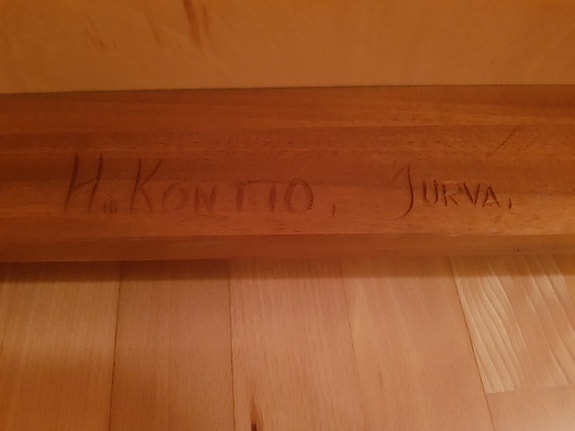 H. KONTIO, JURVA.